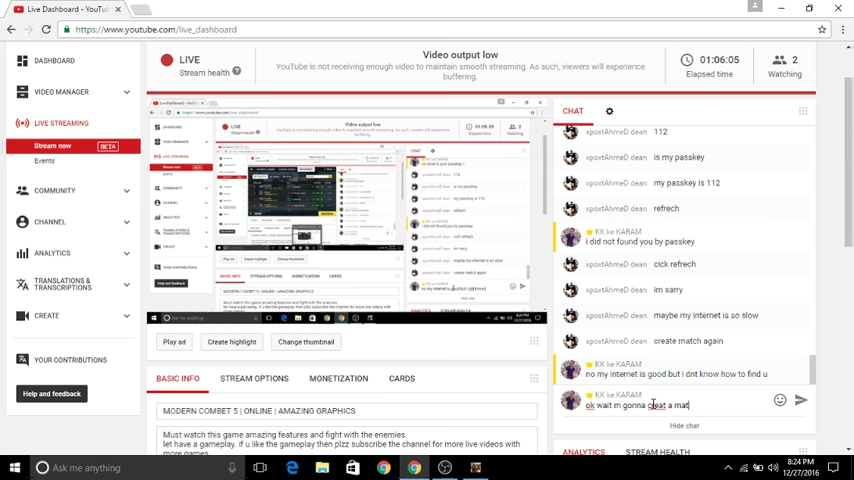 Live Dashboard - YouTub
https://www.youtube.com/live_dashboard
DASHBOARD
VIDEO MANAGER
LIVE STREAMING
Stream now BETA
Events
COMMUNITY
CHANNEL
ANALYTICS
TRANSLATIONS &
TRANSCRIPTIONS
CREATE
YOUR CONTRIBUTIONS
Help and feedback
LIVE
Stream health ?
Video output low
YouTube is not receiving enough video to maintain smooth streaming. As such, viewers will experience
buffering.
01:06:05
Elapsed time
2
Watching
Play ad
Create highlight
Change thumbnail
BASIC INFO
STREAM OPTIONS
MONETIZATION
CARDS
MODERN COMBET 5 | ONLINE | AMAZING GRAPHICS
Must watch this game amazing features and fight with the enemies.
let have a gameplay. if u like the gameplay then plzz subscribe the channel for more live videos with
more games.
CHAT
xpoxtAhmeD dean 112
xpoxtAhmeD dean is my passkey
xpoxtAhmeD dean my passkey is 112
xpoxtAhmeD dean refrech
KK ke KARAM
i did not found you by passkey
xpoxtAhmeD dean cick refrech
xpoxtAhmeD dean im sarry
xpoxtAhmeD dean maybe my internet is so slow
xpoxtAhmeD dean create match again
KK ke KARAM
no my internet is good but i dnt know how to find u
KK ke KARAM
ok wait m gonna creat a mat
Hide chat
ANALYTICS
STREAM HEALTH
Ask me anything
8:24 PM
12/27/2016